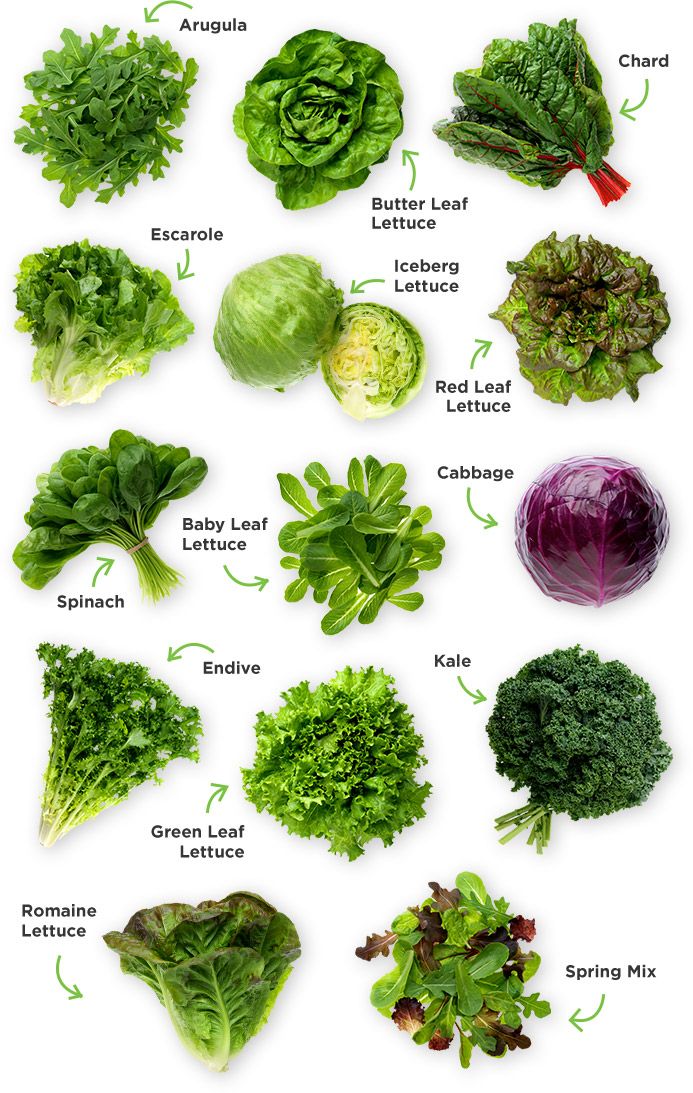 Arugula
Chard
Butter Leaf
Lettuce
Escarole
Iceberg
Lettuce
Red Leaf
Lettuce
Cabbage
Baby Leaf
Lettuce
Spinach
Endive
Kale
Green Leaf
Lettuce
Romaine
Lettuce
Spring Mix